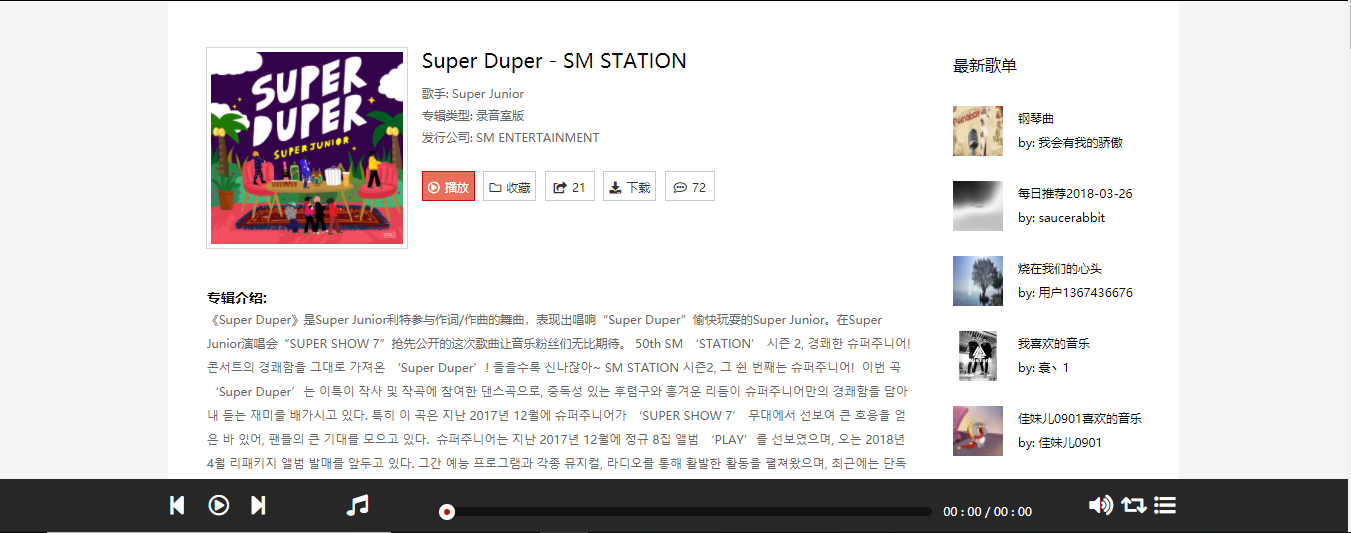 SUPER
DUPER
SUPERJUNIOR
Super Duper - SM STATION
歌手: Super Junior
专辑类型: 录音室版
发行公司: SM ENTERTAINMENT
播放 收藏 21 下载 72
专辑介绍:
《Super Duper》是Super Junior利特参与作词/作曲的舞曲，表现出唱响“Super Duper”愉快玩耍的Super Junior。在Super
Junior演唱会“SUPER SHOW 7”抢先公开的这次歌曲让音乐粉丝们无比期待。 50th SM ‘STATION’ 시즌 2, 경쾌한 슈퍼주니어!
콘서트의 경쾌함을 그대로 가져온 ‘Super Duper’! 들을수록 신나잖아~ SM STATION 시즌2, 그 쉰 번째는 슈퍼주니어! 이번 곡
‘Super Duper’는 이특이 작사 및 작곡에 참여한 댄스곡으로, 중독성 있는 후렴구와 흥겨운 리듬이 슈퍼주니어만의 경쾌함을 담아
내 듣는 재미를 배가시고 있다. 특히 이 곡은 지난 2017년 12월에 슈퍼주니어가 ‘SUPER SHOW 7’ 무대에서 선보여 큰 호응을 얻
은 바 있어, 팬들의 큰 기대를 모으고 있다. 슈퍼주니어는 지난 2017년 12월에 정규 8집 앨범 ‘PLAY’를 선보였으며, 오는 2018년
4월 리패키지 앨범 발매를 앞두고 있다. 그간 예능 프로그램과 각종 뮤지컬, 라디오를 통해 활발한 활동을 펼쳐왔으며, 최근에는 단독
最新歌单
钢琴曲
by: 我会有我的骄傲
每日推荐2018-03-26
by: saucerabbit
烧在我们的心头
by: 用户1367436676
我喜欢的音乐
by: 袁丶1
佳妹儿0901喜欢的音乐
by: 佳妹儿0901
00 : 00 / 00 : 00